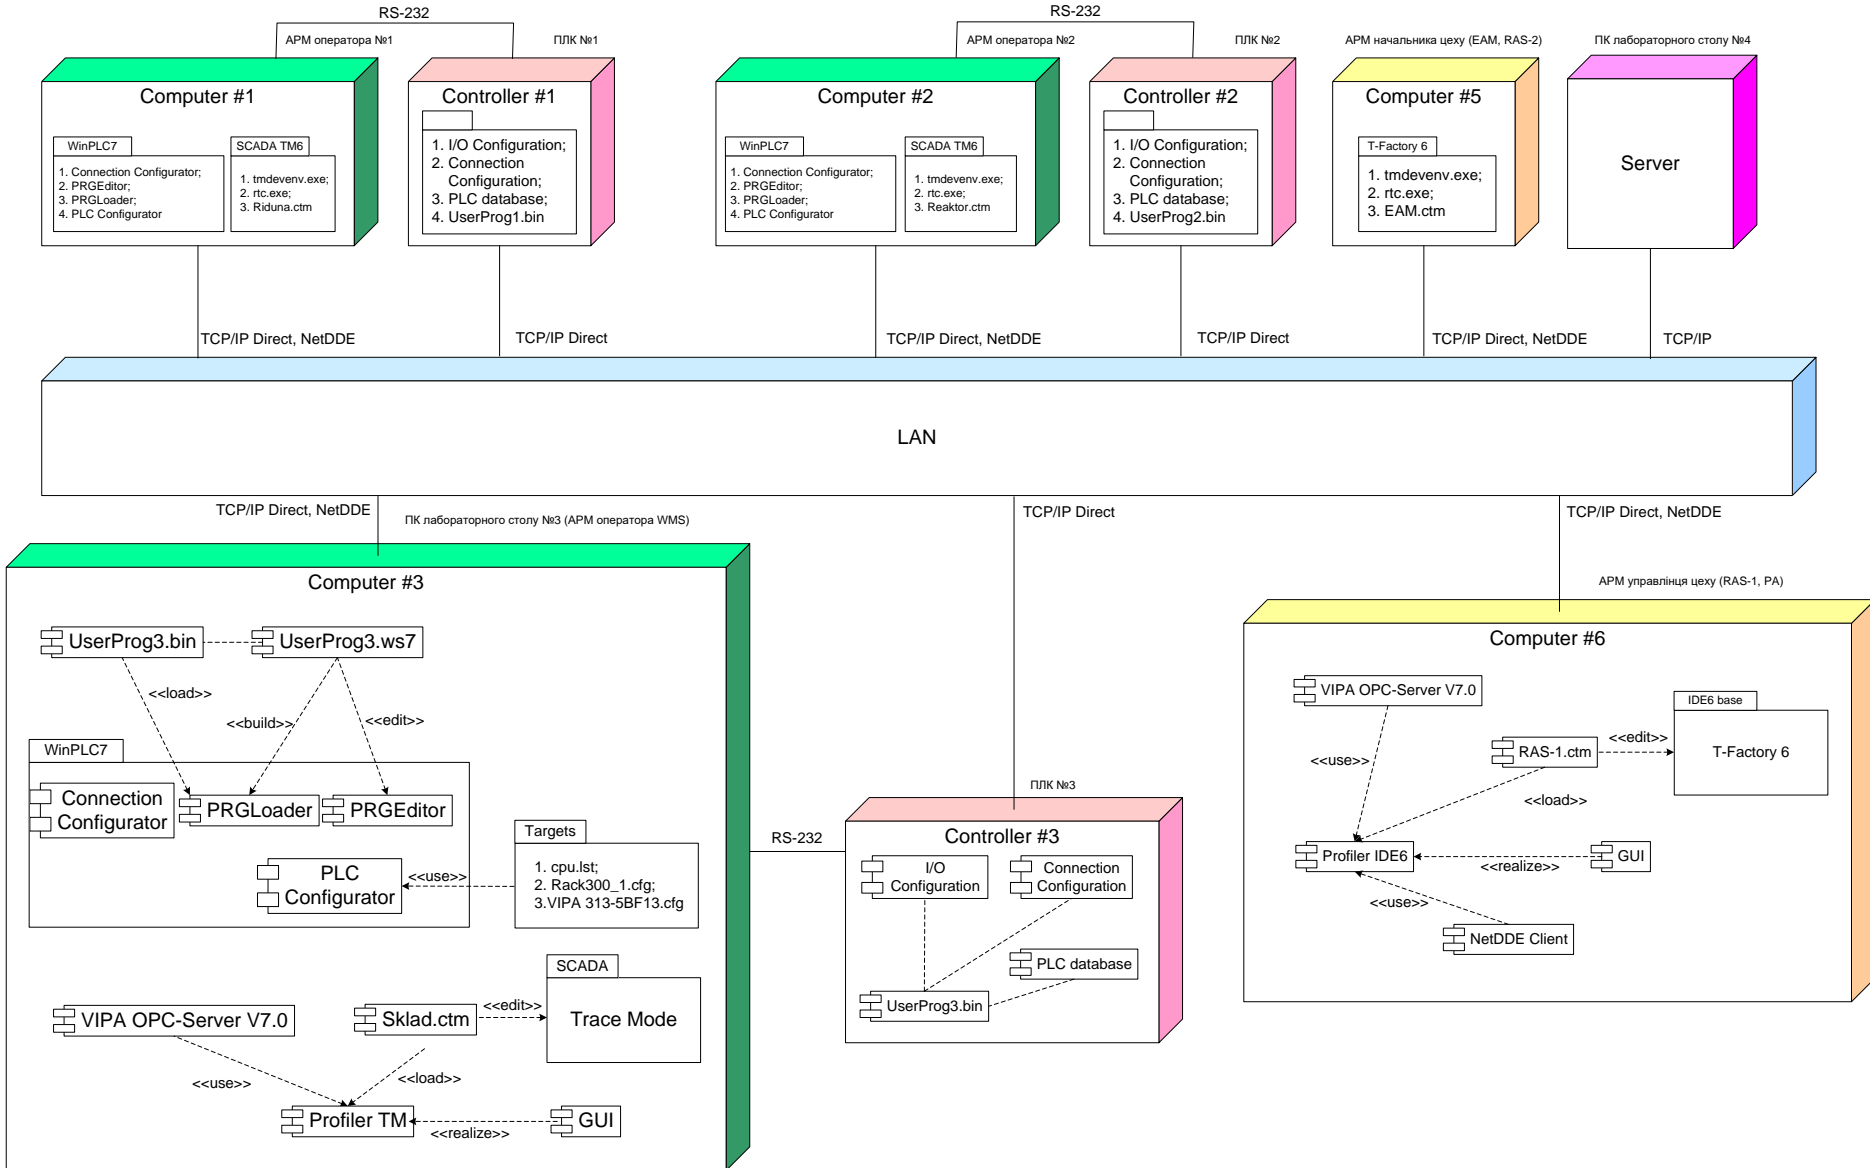 RS-232
RS-232
АРМ оператора №1
ПЛК №1
АРМ оператора №2
ПЛК №2
АРМ начальника цеху (EAM, RAS-2)
ПК лабораторного столу №4
Computer #1
WinPLC7
1. Connection Configurator;
2. PRGEditor;
3. PRGLoader;
4. PLC Configurator
SCADA TM6
1. tmdevenv.exe;
2. rtc.exe;
3. Riduna.ctm
Controller #1
1. I/O Configuration;
2. Connection
Configuration;
3. PLC database;
4. UserProg1.bin
Computer #2
WinPLC7
1. Connection Configurator;
2. PRGEditor;
3. PRGLoader;
4. PLC Configurator
SCADA TM6
1. tmdevenv.exe;
2. rtc.exe;
3. Reaktor.ctm
Controller #2
1. I/O Configuration;
2. Connection
Configuration;
3. PLC database;
4. UserProg2.bin
Computer #5
T-Factory 6
1. tmdevenv.exe;
2. rtc.exe;
3. EAM.ctm
Server
TCP/IP Direct, NetDDE
TCP/IP Direct
TCP/IP Direct, NetDDE
TCP/IP Direct
TCP/IP Direct, NetDDE
TCP/IP
LAN
TCP/IP Direct, NetDDE
TCP/IP Direct
TCP/IP Direct, NetDDE
ПК лабораторного столу №3 (АРМ оператора WMS)
Computer #3
UserProg3.bin
UserProg3.ws7
<<load>>
<<build>>
<<edit>>
WinPLC7
Connection
Configurator
PRGLoader
PRGEditor
PLC
Configurator
<<use>>
Targets
1. cpu.lst;
2. Rack300_1.cfg;
3.VIPA 313-5BF13.cfg
VIPA OPC-Server V7.0
Sklad.ctm
<<edit>>
SCADA
Trace Mode
<<use>>
<<load>>
Profiler TM
<<realize>>
GUI
RS-232
ПЛК №3
Controller #3
I/O
Configuration
Connection
Configuration
PLC database
UserProg3.bin
АРМ управлінця цеху (RAS-1, PA)
Computer #6
VIPA OPC-Server V7.0
<<use>>
RAS-1.ctm
<<edit>>
IDE6 base
T-Factory 6
<<load>>
Profiler IDE6
<<realize>>
GUI
<<use>>
NetDDE Client